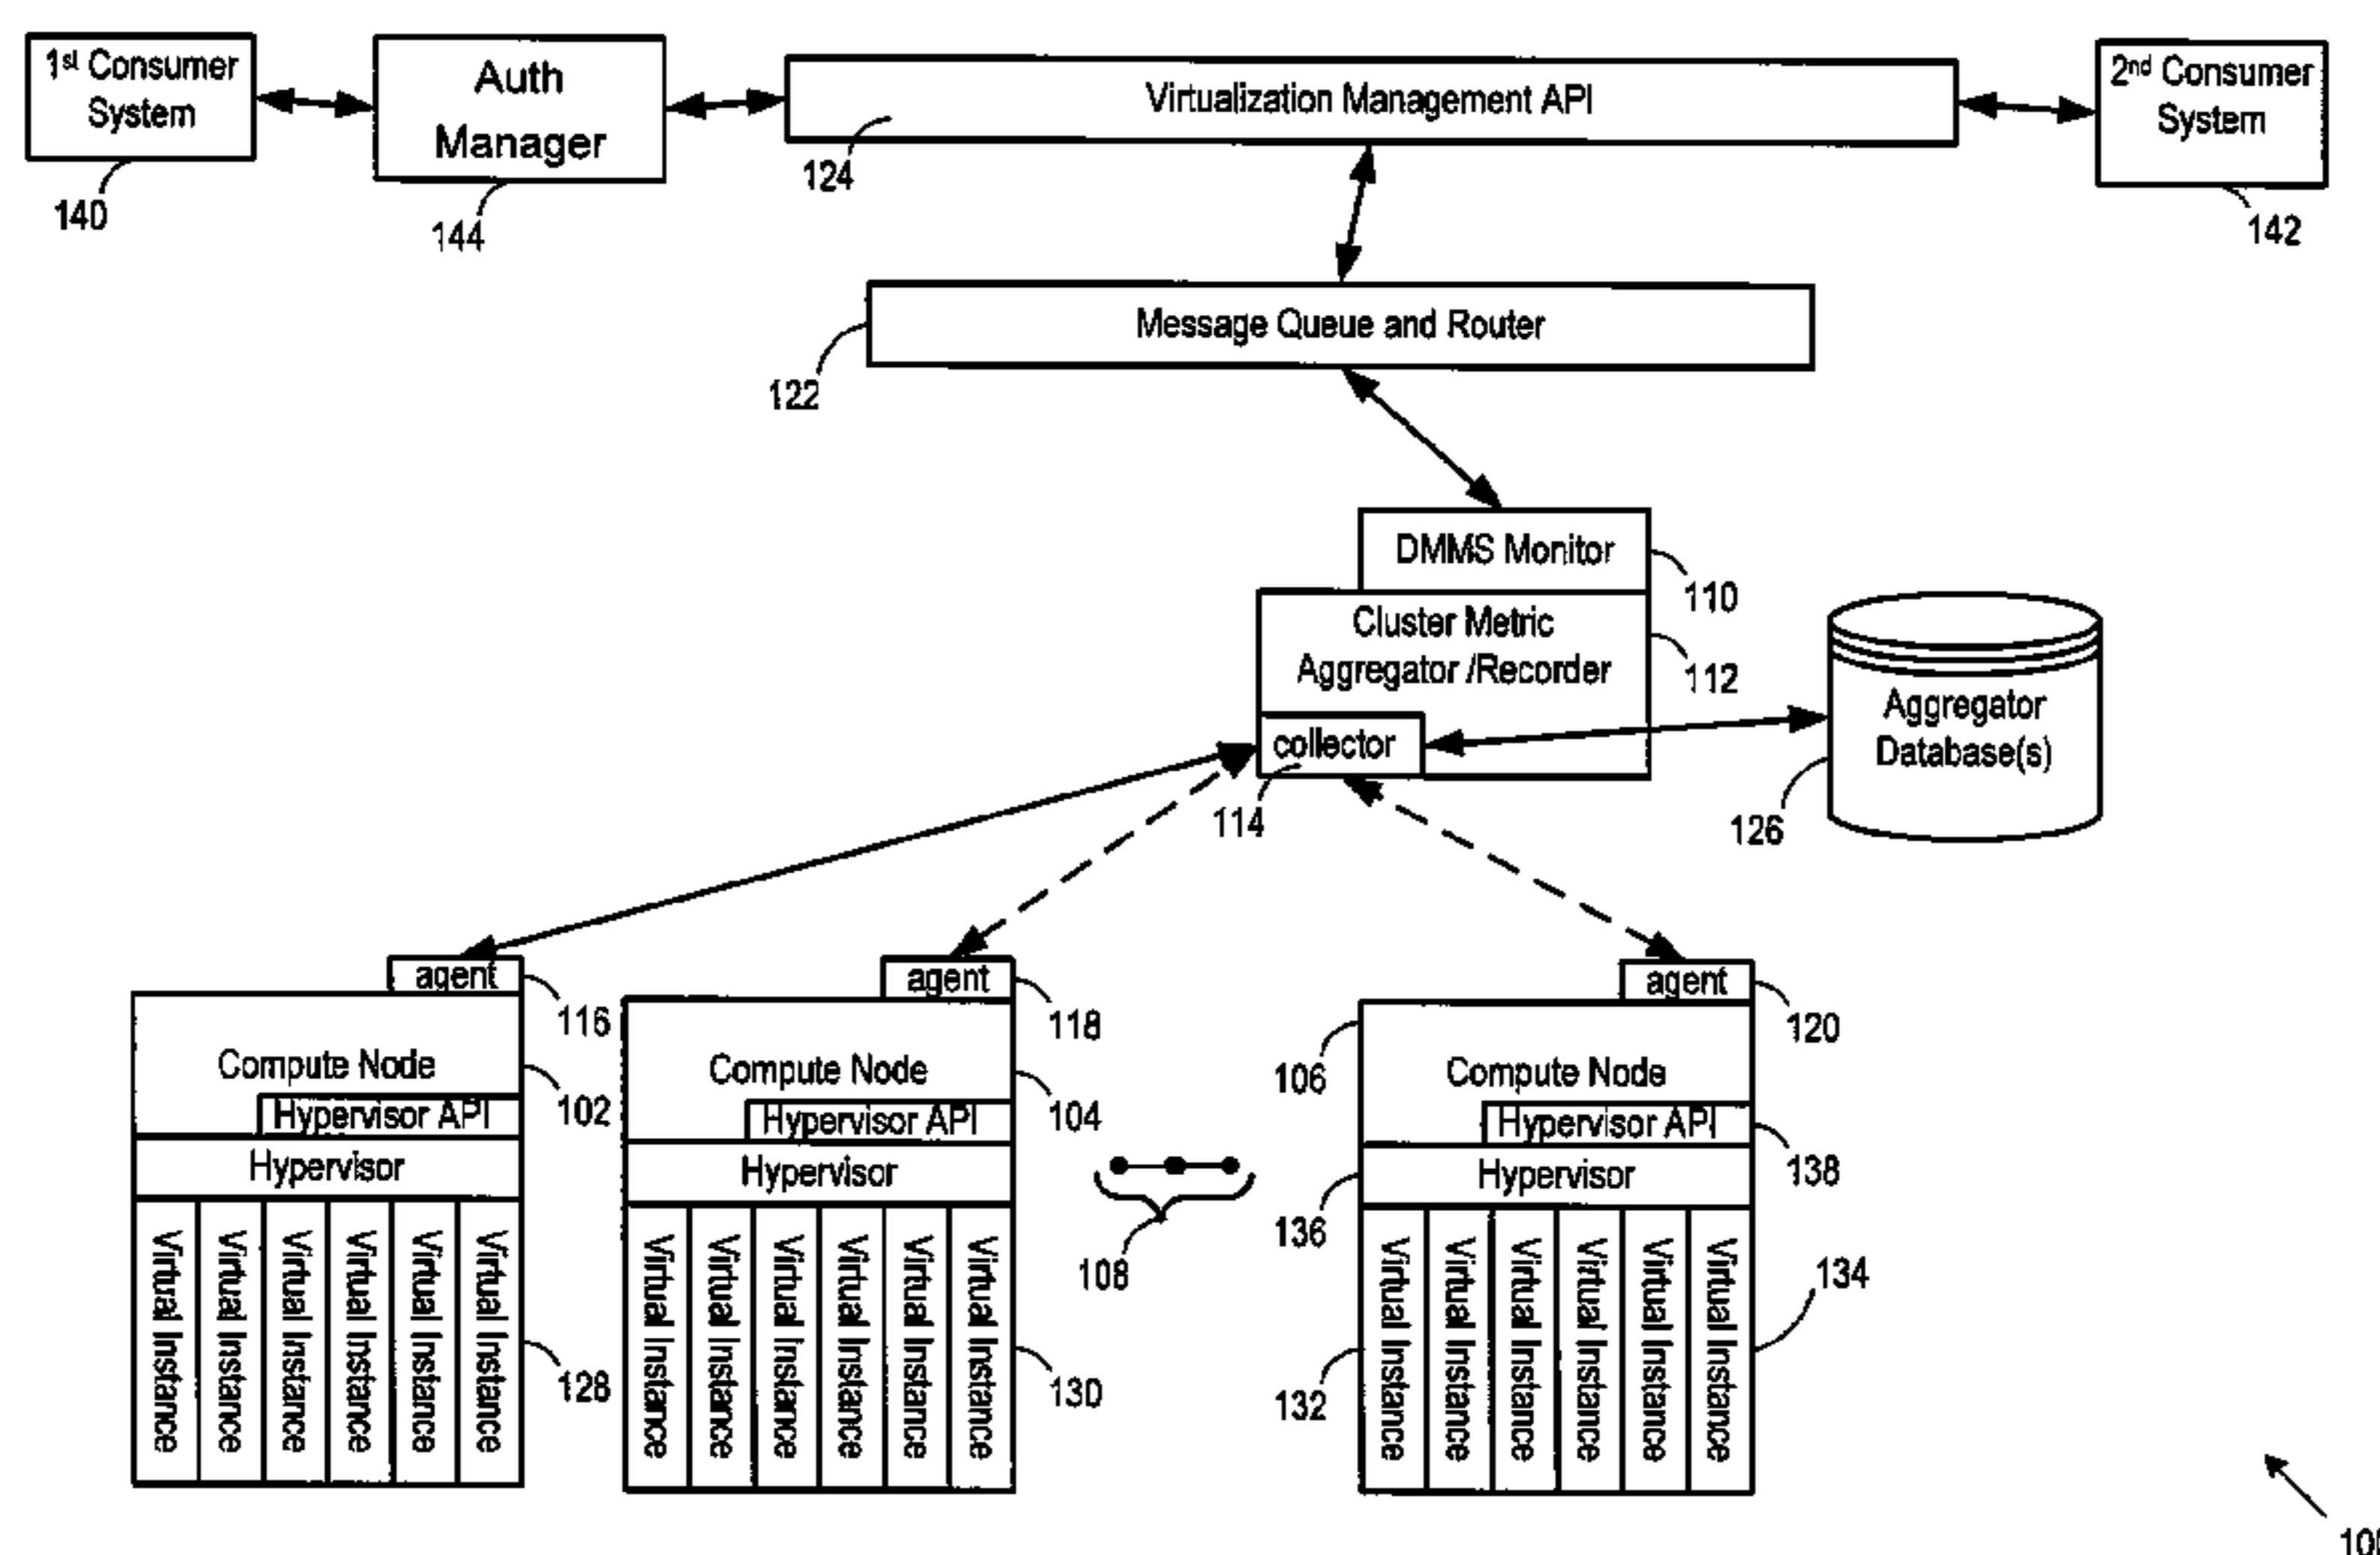 1st Consumer
System
140
Auth
Manager
144
Virtualization Management API
124
2nd Consumer
System
142
Message Queue and Router
122
DMMS Monitor
110
Cluster Metric
Aggregator /Recorder
112
collector
114
Aggregator
Database(s)
126
agent
116
Compute Node
102
Hypervisor API
Hypervisor
Virtual Instance
Virtual Instance
Virtual Instance
Virtual Instance
Virtual Instance
Virtual Instance
128
agent
118
Compute Node
104
Hypervisor API
Hypervisor
Virtual Instance
Virtual Instance
Virtual Instance
Virtual Instance
Virtual Instance
Virtual Instance
130
108
agent
120
106
Compute Node
Hypervisor API
138
Hypervisor
136
Virtual Instance
Virtual Instance
Virtual Instance
Virtual Instance
Virtual Instance
Virtual Instance
132
134